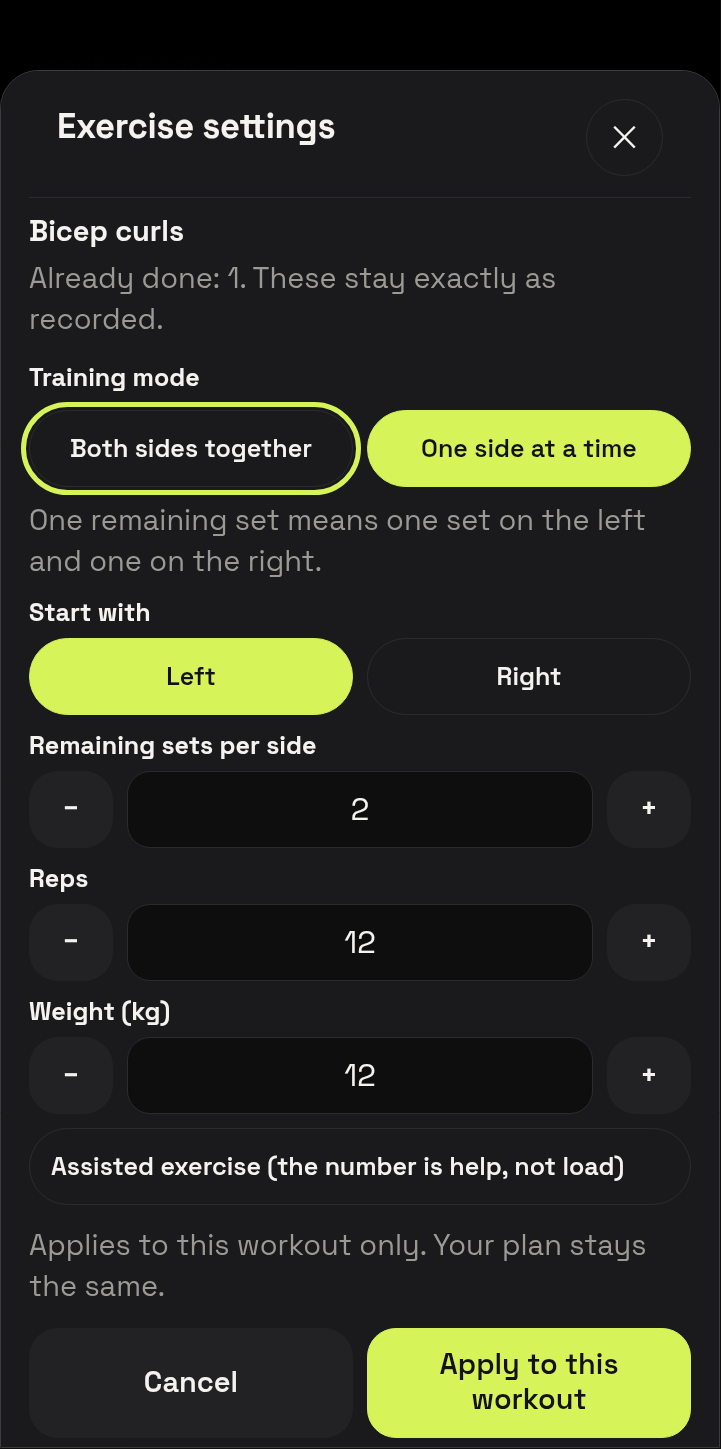 Exercise settings
Bicep curls
Already done: 1. These stay exactly as
recorded.
Training mode
Both sides together
One side at a time
One remaining set means one set on the left
and one on the right.
Start with
Left
Right
Remaining sets per side
-
2
+
Reps
-
12
+
Weight (kg)
-
12
+
Assisted exercise (the number is help, not load)
Applies to this workout only. Your plan stays
the same.
Cancel
Apply to this
workout